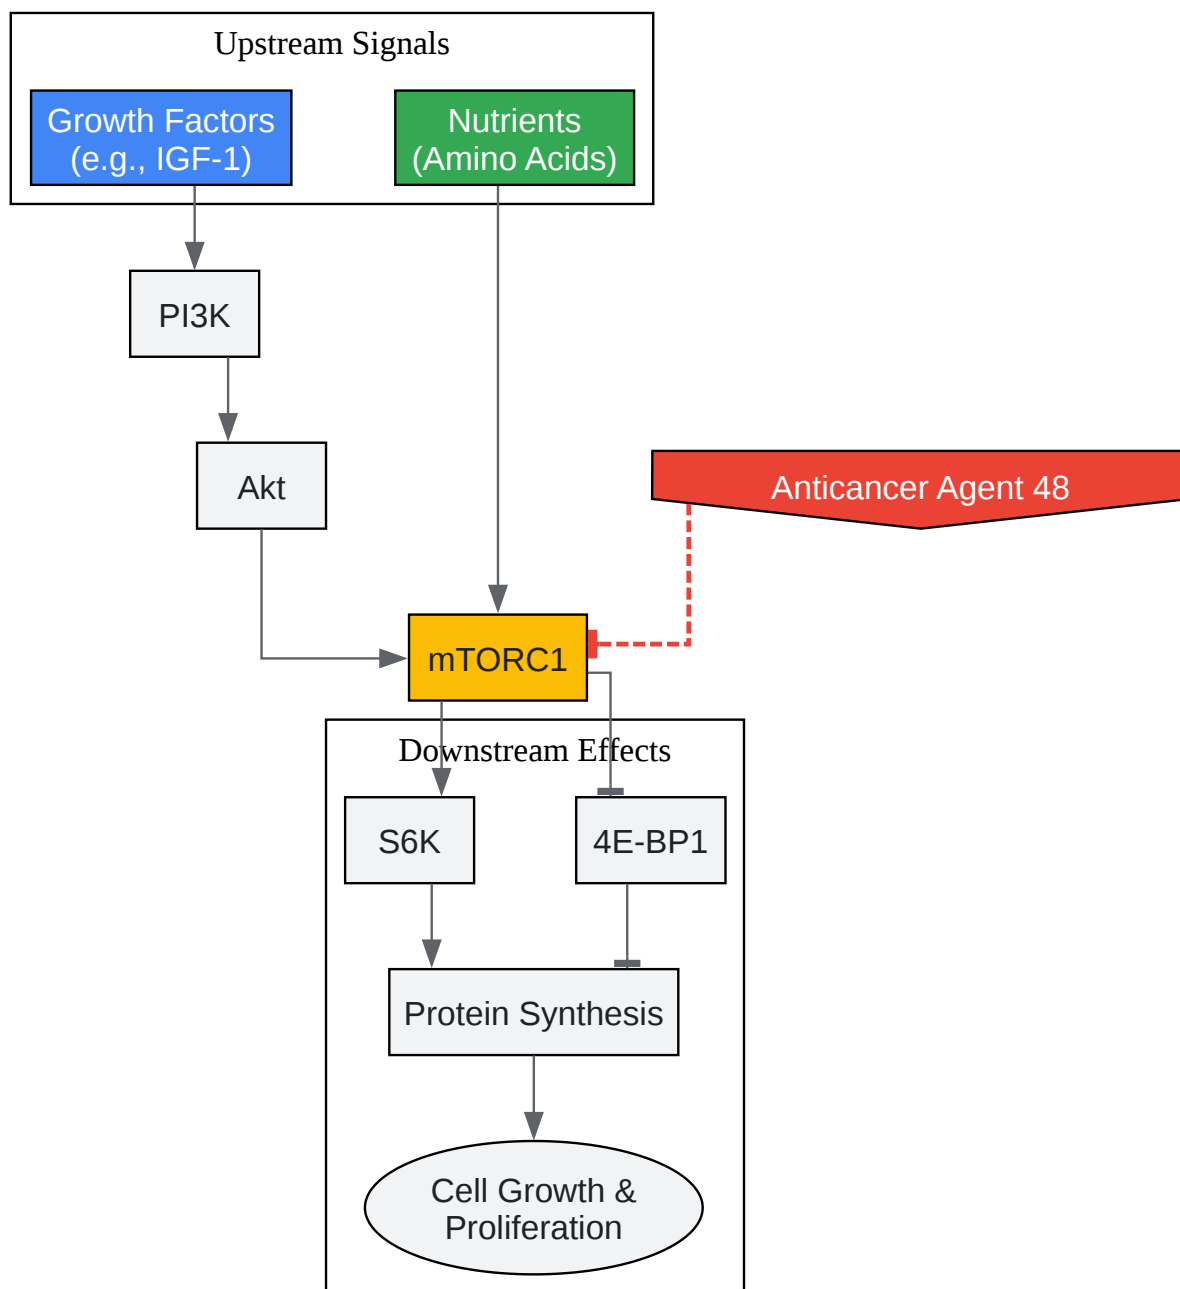 Upstream Signals
Growth Factors
(e.g., IGF-1)
Nutrients
(Amino Acids)
PI3K
Akt
Anticancer Agent 48
mTORC1
Downstream Effects
S6K
4E-BP1
Protein Synthesis
Cell Growth &
Proliferation